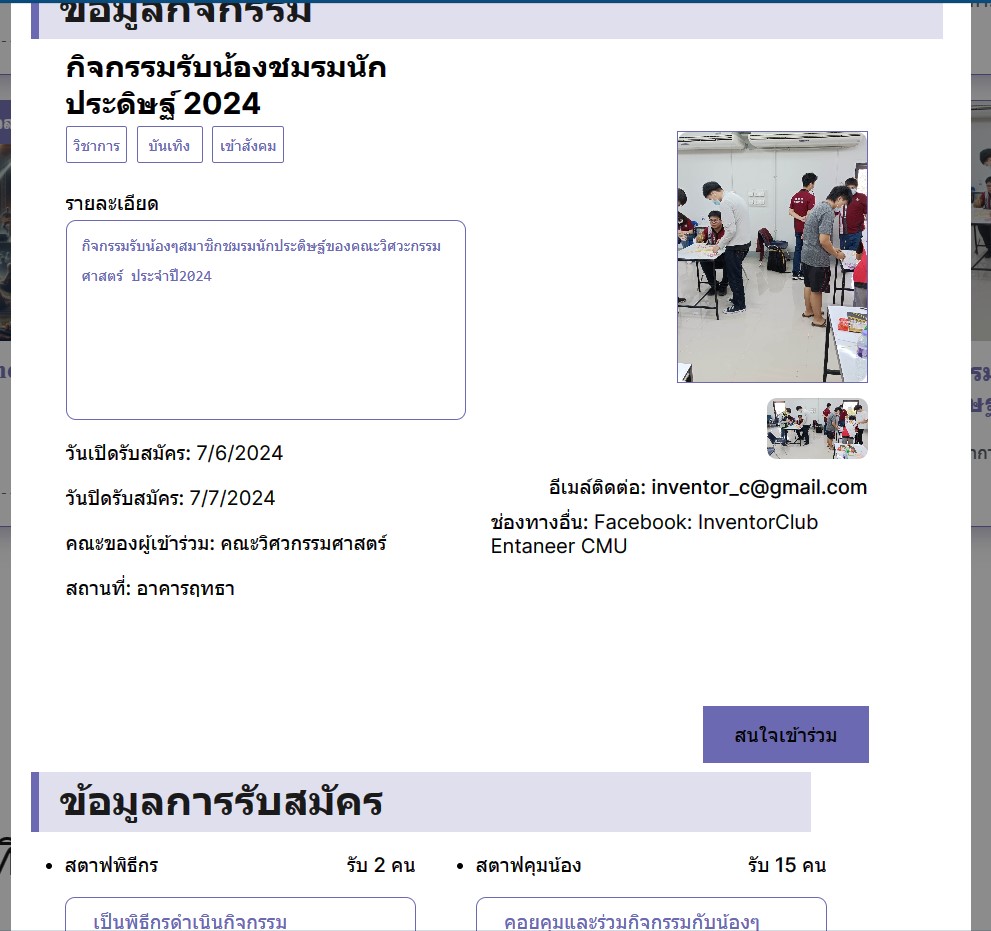 ข้อมูลกิจกรรม
กิจกรรมรับน้องชมรมนัก
ประดิษฐ์ 2024
วิชาการ บันเทิง เข้าสังคม
รายละเอียด
กิจกรรมรับน้องๆสมาชิกชมรมนักประดิษฐ์ของคณะวิศวะกรรม
ศาสตร์ ประจำปี2024
วันเปิดรับสมัคร: 7/6/2024
วันปิดรับสมัคร: 7/7/2024
คณะของผู้เข้าร่วม: คณะวิศวกรรมศาสตร์
สถานที่: อาคารฤทธา
อีเมล์ติดต่อ: inventor_c@gmail.com
ช่องทางอื่น: Facebook: InventorClub
Entaneer CMU
สนใจเข้าร่วม
ข้อมูลการรับสมัคร
สตาฟพิธีกร รับ 2 คน
สตาฟคุมน้อง รับ 15 คน
เป็นพิธีกรดำเนินกิจกรรม
คอยคุมและร่วมกิจกรรมกับน้องๆ